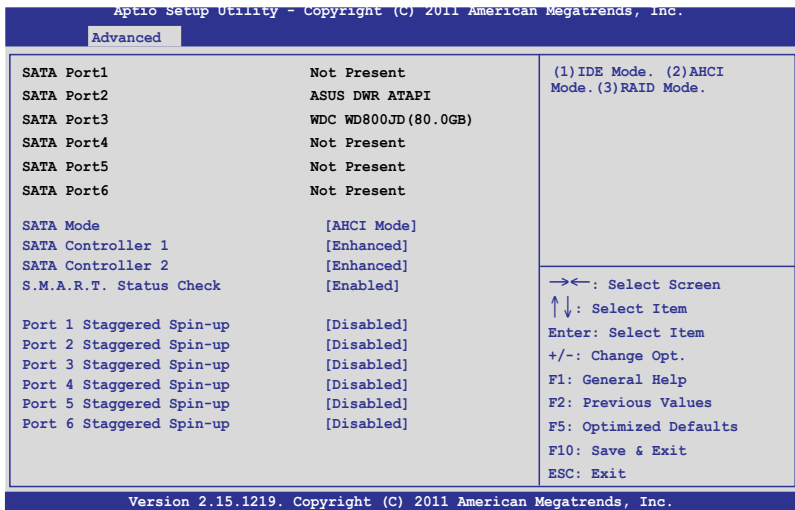 Aptio Setup Utility - Copyright (C) 2011 American Megatrends, Inc.
Advanced
SATA Port1 Not Present
SATA Port2 ASUS DWR ATAPI
SATA Port3 WDC WD800JD(80.0GB)
SATA Port4 Not Present
SATA Port5 Not Present
SATA Port6 Not Present
SATA Mode [AHCI Mode]
SATA Controller 1 [Enhanced]
SATA Controller 2 [Enhanced]
S.M.A.R.T. Status Check [Enabled]
Port 1 Staggered Spin-up [Disabled]
Port 2 Staggered Spin-up [Disabled]
Port 3 Staggered Spin-up [Disabled]
Port 4 Staggered Spin-up [Disabled]
Port 5 Staggered Spin-up [Disabled]
Port 6 Staggered Spin-up [Disabled]
(1)IDE Mode. (2)AHCI
Mode.(3)RAID Mode.
→←: Select Screen
↑↓: Select Item
Enter: Select Item
+/-: Change Opt.
F1: General Help
F2: Previous Values
F5: Optimized Defaults
F10: Save & Exit
ESC: Exit
Version 2.15.1219. Copyright (C) 2011 American Megatrends, Inc.